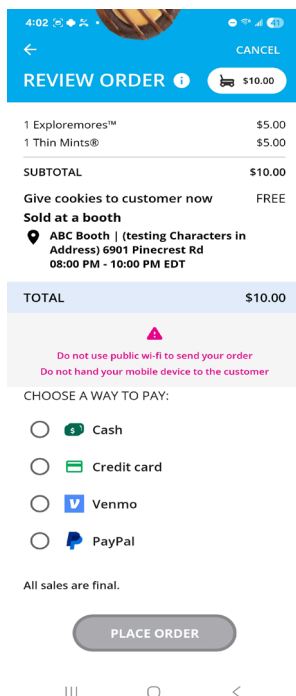 4:02
41
CANCEL
REVIEW ORDER i $10.00
1 Exploremores™ $5.00
1 Thin Mints® $5.00
SUBTOTAL $10.00
Give cookies to customer now FREE
Sold at a booth
ABC Booth | (testing Characters in
Address) 6901 Pinecrest Rd
08:00 PM - 10:00 PM EDT
TOTAL $10.00
Do not use public wi-fi to send your order
Do not hand your mobile device to the customer
CHOOSE A WAY TO PAY:
Cash
Credit card
Venmo
PayPal
All sales are final.
PLACE ORDER